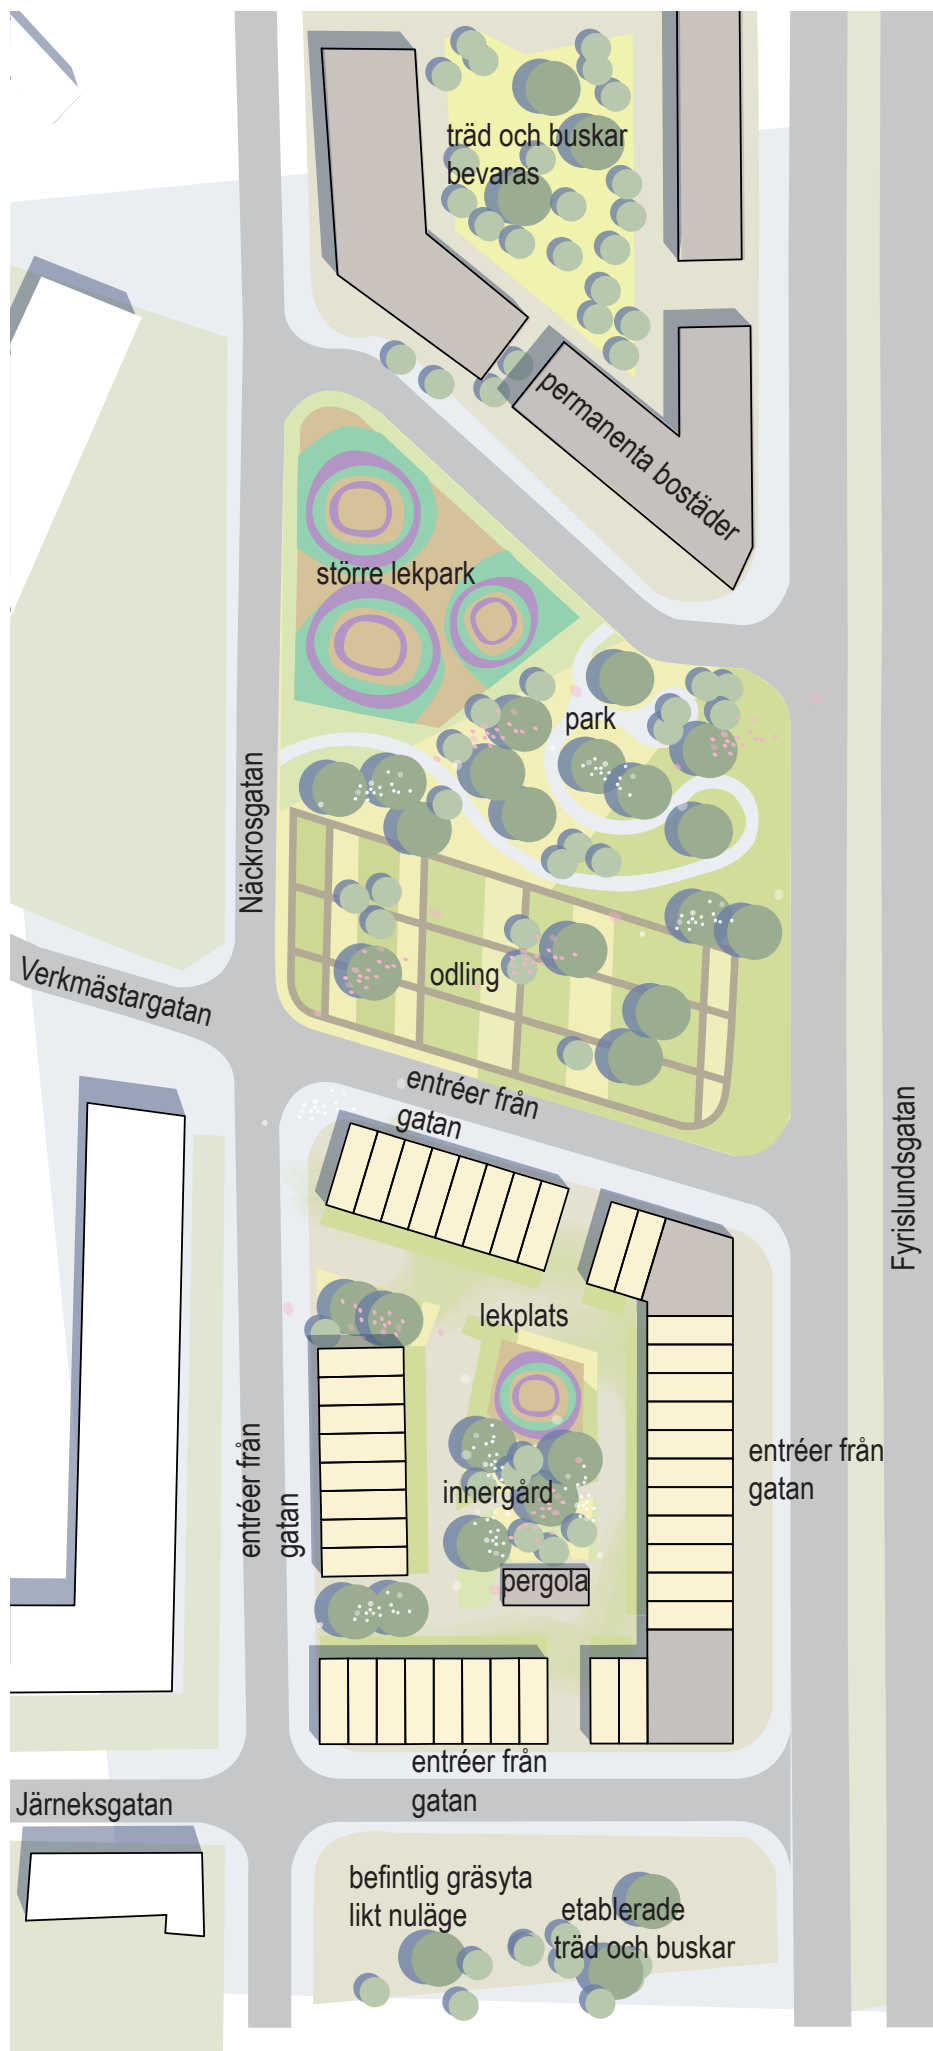 träd och buskar
bevaras
permanenta bostäder
större lekpark
park
Näckrosgatan
odling
Verkmästargatan
entréer från
gatan
Fyrislundsgatan
lekplats
entréer från
gatan
entréer från
gatan
innergård
pergola
entréer från
gatan
Järneksgatan
befintlig gräsyta
likt nuläge
etablerade
träd och buskar